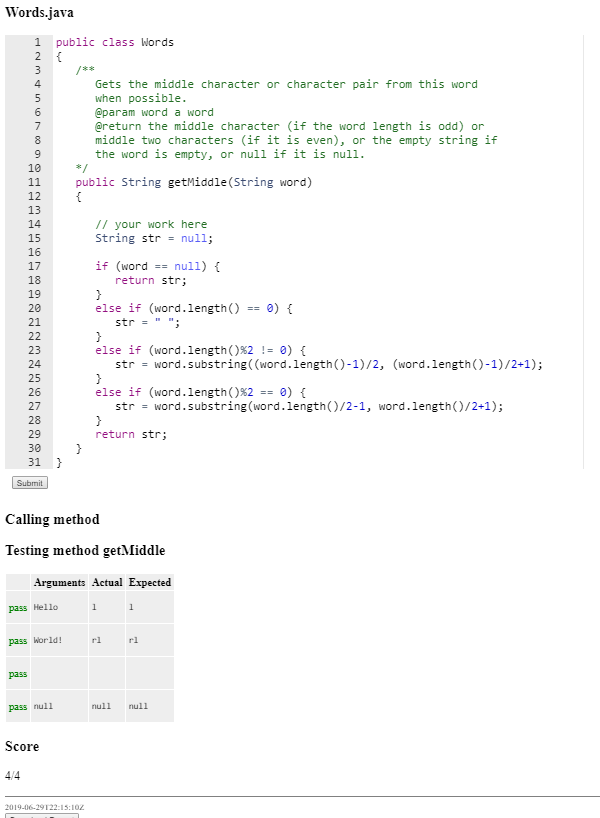 Words.java
1 public class Words
2 {
3 /**
4 Gets the middle character or character pair from this word
5 when possible.
6 @param word a word
7 @return the middle character (if the word length is odd) or
8 middle two characters (if it is even), or the empty string if
9 the word is empty, or null if it is null.
10 */
11 public String getMiddle(String word)
12 {
13
14 // your work here
15 String str = null;
16
17 if (word == null) {
18 return str;
19 }
20 else if (word.length() == 0) {
21 str = " ";
22 }
23 else if (word.length()%2 != 0) {
24 str = word.substring((word.length()-1)/2, (word.length()-1)/2+1);
25 }
26 else if (word.length()%2 == 0) {
27 str = word.substring(word.length()/2-1, word.length()/2+1);
28 }
29 return str;
30 }
31 }
Submit
Calling method
Testing method getMiddle
Arguments Actual Expected
pass Hello l l
pass World! rl rl
pass
pass null null null
Score
4/4
2019-06-29T22:15:10Z